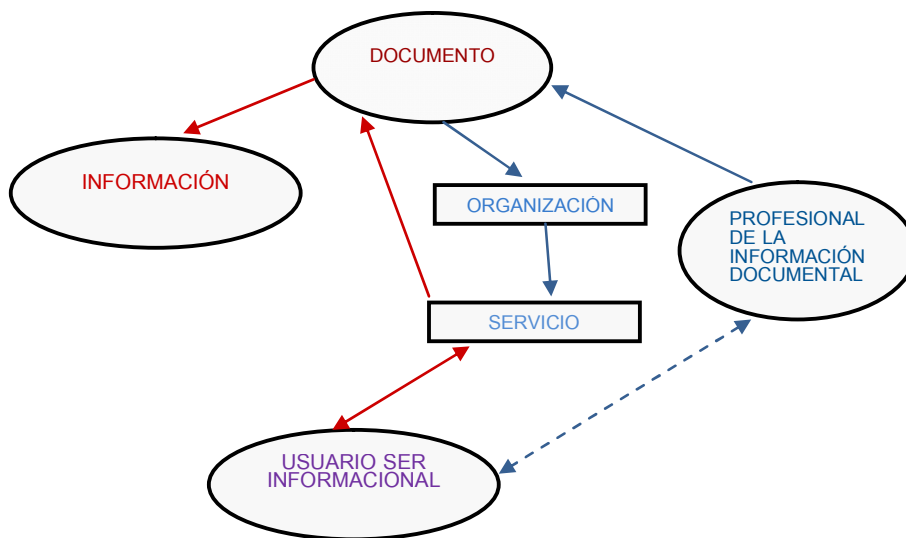 DOCUMENTO
INFORMACIÓN
ORGANIZACIÓN
PROFESIONAL
DE LA
INFORMACIÓN
DOCUMENTAL
SERVICIO
USUARIO SER
INFORMACIONAL